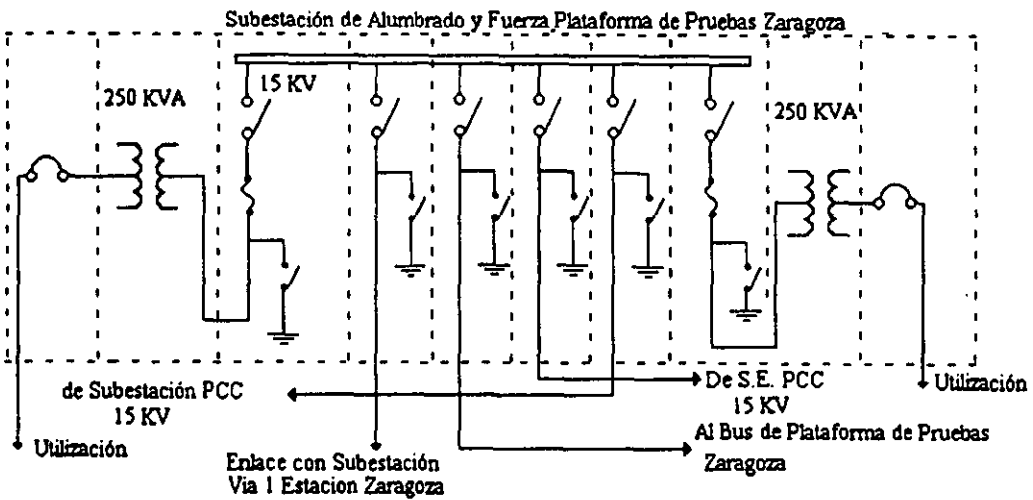 Subestación de Alumbrado y Fuerza Plataforma de Pruebas Zaragoza
15 KV
250 KVA
250 KVA
de Subestación PCC
15 KV
De S.E. PCC
15 KV
Utilización
Utilización
Al Bus de Plataforma de Pruebas
Zaragoza
Enlace con Subestación
Via 1 Estacion Zaragoza